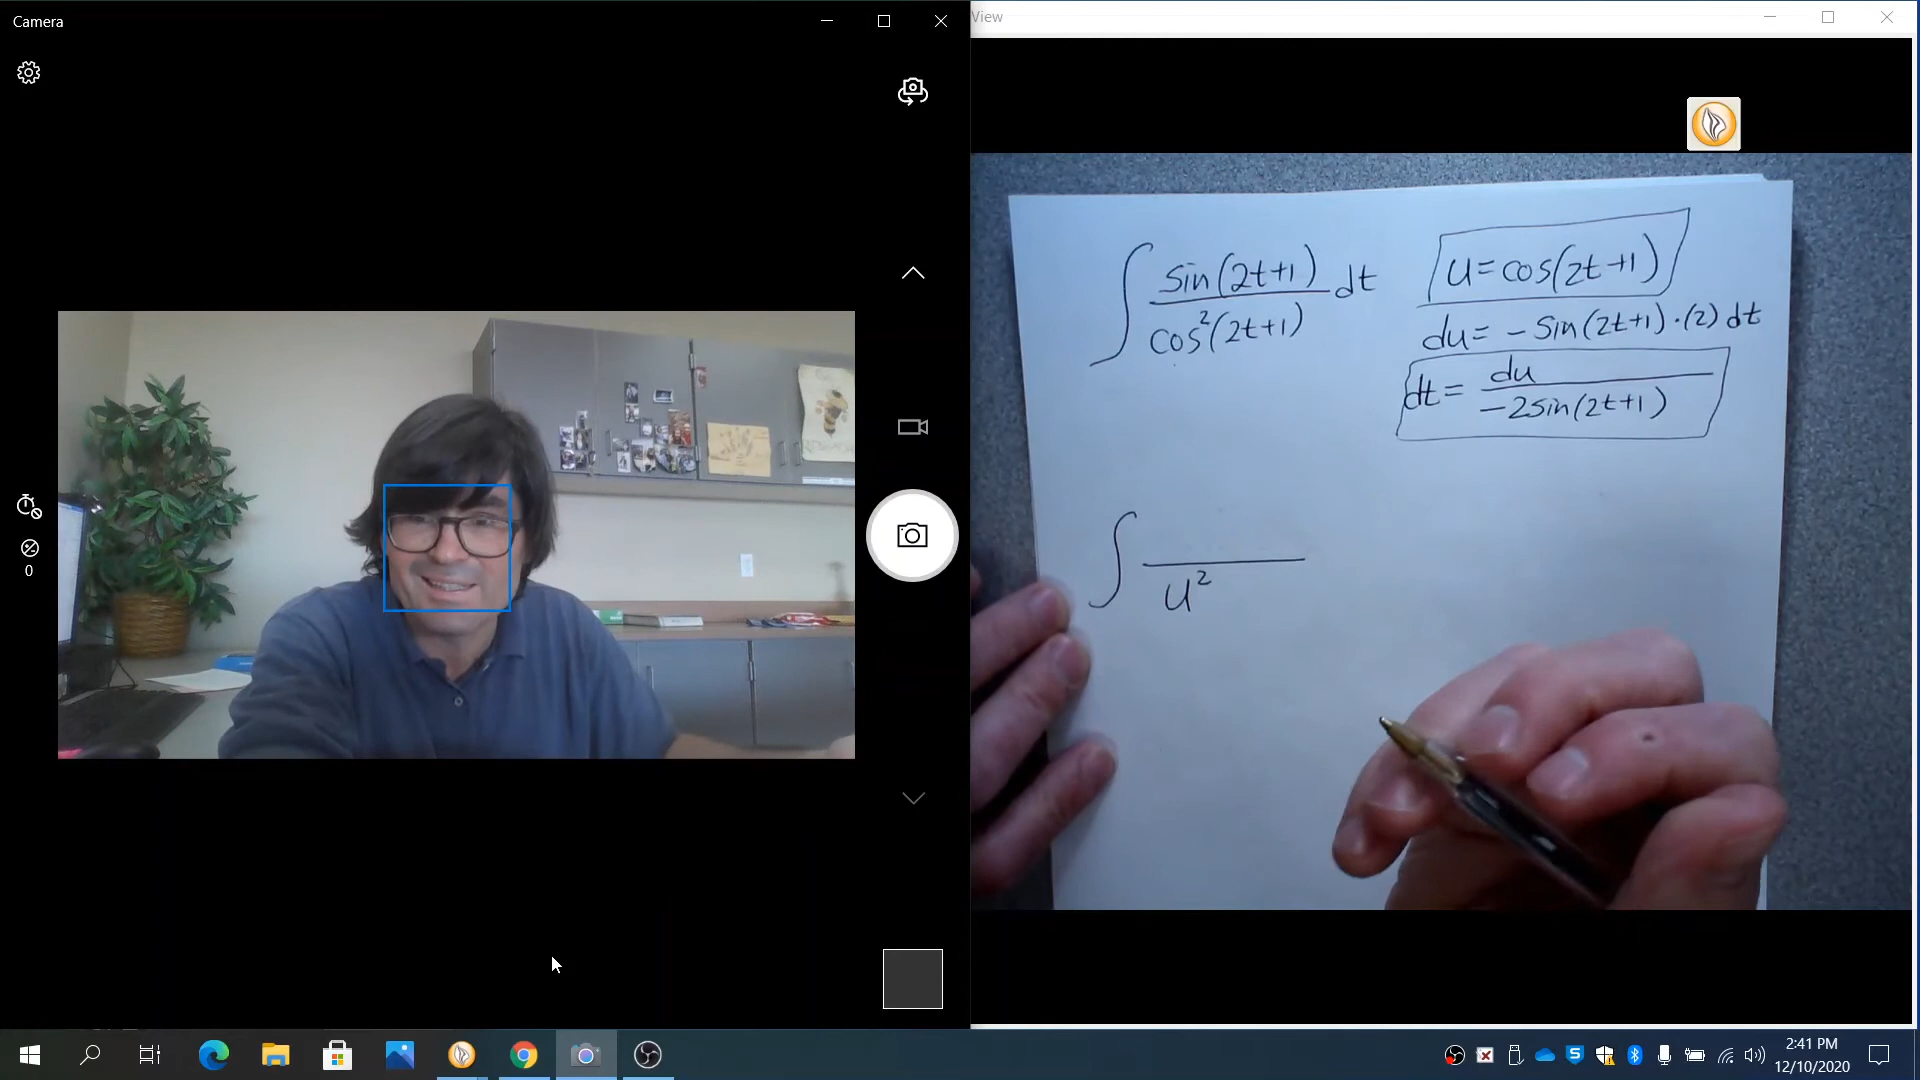 Camera
View
∫ sin(2t+1) / cos²(2t+1) dt
u = cos(2t+1)
du = -sin(2t+1)·(2) dt
dt = du / -2sin(2t+1)
∫ / u²
0
2:41 PM
12/10/2020